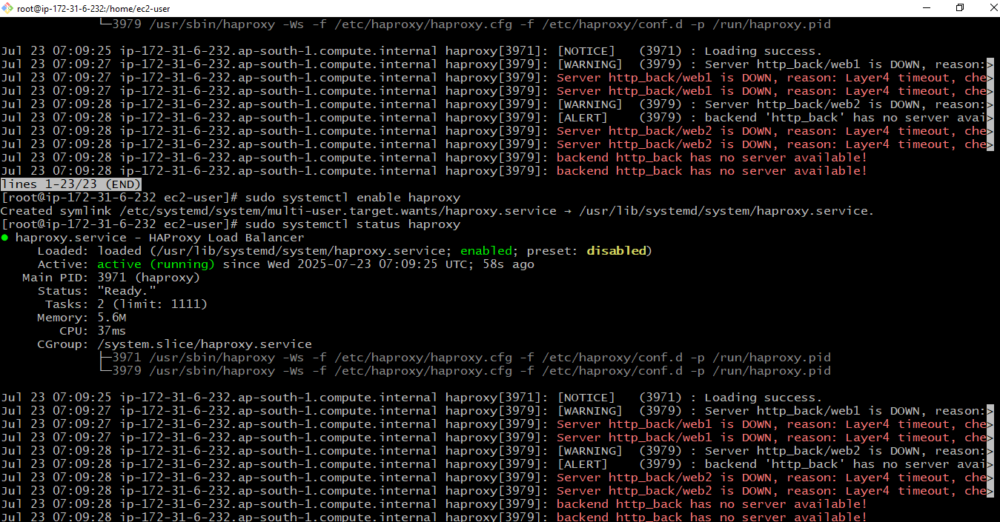 root@ip-172-31-6-232:/home/ec2-user
└─3979 /usr/sbin/haproxy -Ws -f /etc/haproxy/haproxy.cfg -f /etc/haproxy/conf.d -p /run/haproxy.pid
Jul 23 07:09:25 ip-172-31-6-232.ap-south-1.compute.internal haproxy[3971]: [NOTICE]   (3971) : Loading success.
Jul 23 07:09:27 ip-172-31-6-232.ap-south-1.compute.internal haproxy[3979]: [WARNING]  (3979) : Server http_back/web1 is DOWN, reason:>
Jul 23 07:09:27 ip-172-31-6-232.ap-south-1.compute.internal haproxy[3979]: Server http_back/web1 is DOWN, reason: Layer4 timeout, che>
Jul 23 07:09:27 ip-172-31-6-232.ap-south-1.compute.internal haproxy[3979]: Server http_back/web1 is DOWN, reason: Layer4 timeout, che>
Jul 23 07:09:28 ip-172-31-6-232.ap-south-1.compute.internal haproxy[3979]: [WARNING]  (3979) : Server http_back/web2 is DOWN, reason:>
Jul 23 07:09:28 ip-172-31-6-232.ap-south-1.compute.internal haproxy[3979]: [ALERT]    (3979) : backend 'http_back' has no server avai>
Jul 23 07:09:28 ip-172-31-6-232.ap-south-1.compute.internal haproxy[3979]: Server http_back/web2 is DOWN, reason: Layer4 timeout, che>
Jul 23 07:09:28 ip-172-31-6-232.ap-south-1.compute.internal haproxy[3979]: Server http_back/web2 is DOWN, reason: Layer4 timeout, che>
Jul 23 07:09:28 ip-172-31-6-232.ap-south-1.compute.internal haproxy[3979]: backend http_back has no server available!
Jul 23 07:09:28 ip-172-31-6-232.ap-south-1.compute.internal haproxy[3979]: backend http_back has no server available!
lines 1-23/23 (END)
[root@ip-172-31-6-232 ec2-user]# sudo systemctl enable haproxy
Created symlink /etc/systemd/system/multi-user.target.wants/haproxy.service → /usr/lib/systemd/system/haproxy.service.
[root@ip-172-31-6-232 ec2-user]# sudo systemctl status haproxy
● haproxy.service - HAProxy Load Balancer
Loaded: loaded (/usr/lib/systemd/system/haproxy.service; enabled; preset: disabled)
Active: active (running) since Wed 2025-07-23 07:09:25 UTC; 58s ago
Main PID: 3971 (haproxy)
Status: "Ready."
Tasks: 2 (limit: 1111)
Memory: 5.6M
CPU: 37ms
CGroup: /system.slice/haproxy.service
├─3971 /usr/sbin/haproxy -Ws -f /etc/haproxy/haproxy.cfg -f /etc/haproxy/conf.d -p /run/haproxy.pid
└─3979 /usr/sbin/haproxy -Ws -f /etc/haproxy/haproxy.cfg -f /etc/haproxy/conf.d -p /run/haproxy.pid
Jul 23 07:09:25 ip-172-31-6-232.ap-south-1.compute.internal haproxy[3971]: [NOTICE]   (3971) : Loading success.
Jul 23 07:09:27 ip-172-31-6-232.ap-south-1.compute.internal haproxy[3979]: [WARNING]  (3979) : Server http_back/web1 is DOWN, reason:>
Jul 23 07:09:27 ip-172-31-6-232.ap-south-1.compute.internal haproxy[3979]: Server http_back/web1 is DOWN, reason: Layer4 timeout, che>
Jul 23 07:09:27 ip-172-31-6-232.ap-south-1.compute.internal haproxy[3979]: Server http_back/web1 is DOWN, reason: Layer4 timeout, che>
Jul 23 07:09:28 ip-172-31-6-232.ap-south-1.compute.internal haproxy[3979]: [WARNING]  (3979) : Server http_back/web2 is DOWN, reason:>
Jul 23 07:09:28 ip-172-31-6-232.ap-south-1.compute.internal haproxy[3979]: [ALERT]    (3979) : backend 'http_back' has no server avai>
Jul 23 07:09:28 ip-172-31-6-232.ap-south-1.compute.internal haproxy[3979]: Server http_back/web2 is DOWN, reason: Layer4 timeout, che>
Jul 23 07:09:28 ip-172-31-6-232.ap-south-1.compute.internal haproxy[3979]: Server http_back/web2 is DOWN, reason: Layer4 timeout, che>
Jul 23 07:09:28 ip-172-31-6-232.ap-south-1.compute.internal haproxy[3979]: backend http_back has no server available!
Jul 23 07:09:28 ip-172-31-6-232.ap-south-1.compute.internal haproxy[3979]: backend http_back has no server available!